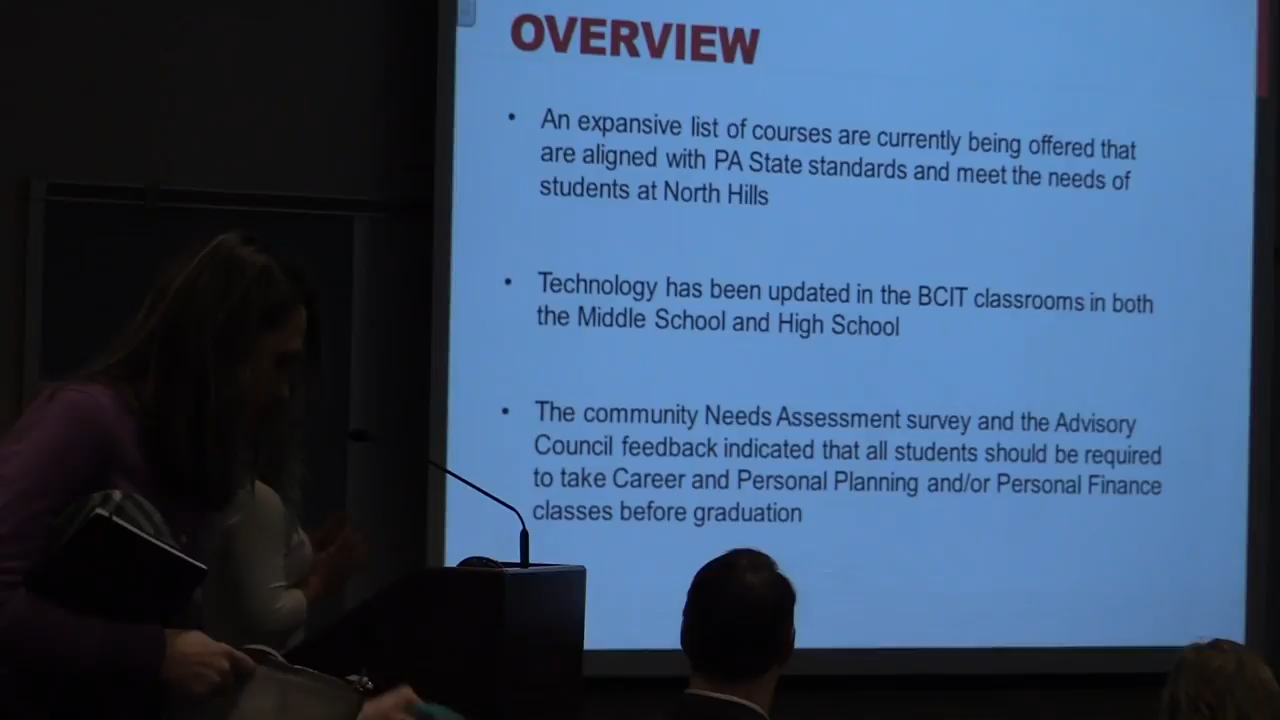 OVERVIEW
• An expansive list of courses are currently being offered that
are aligned with PA State standards and meet the needs of
students at North Hills
• Technology has been updated in the BCIT classrooms in both
the Middle School and High School
• The community Needs Assessment survey and the Advisory
Council feedback indicated that all students should be required
to take Career and Personal Planning and/or Personal Finance
classes before graduation